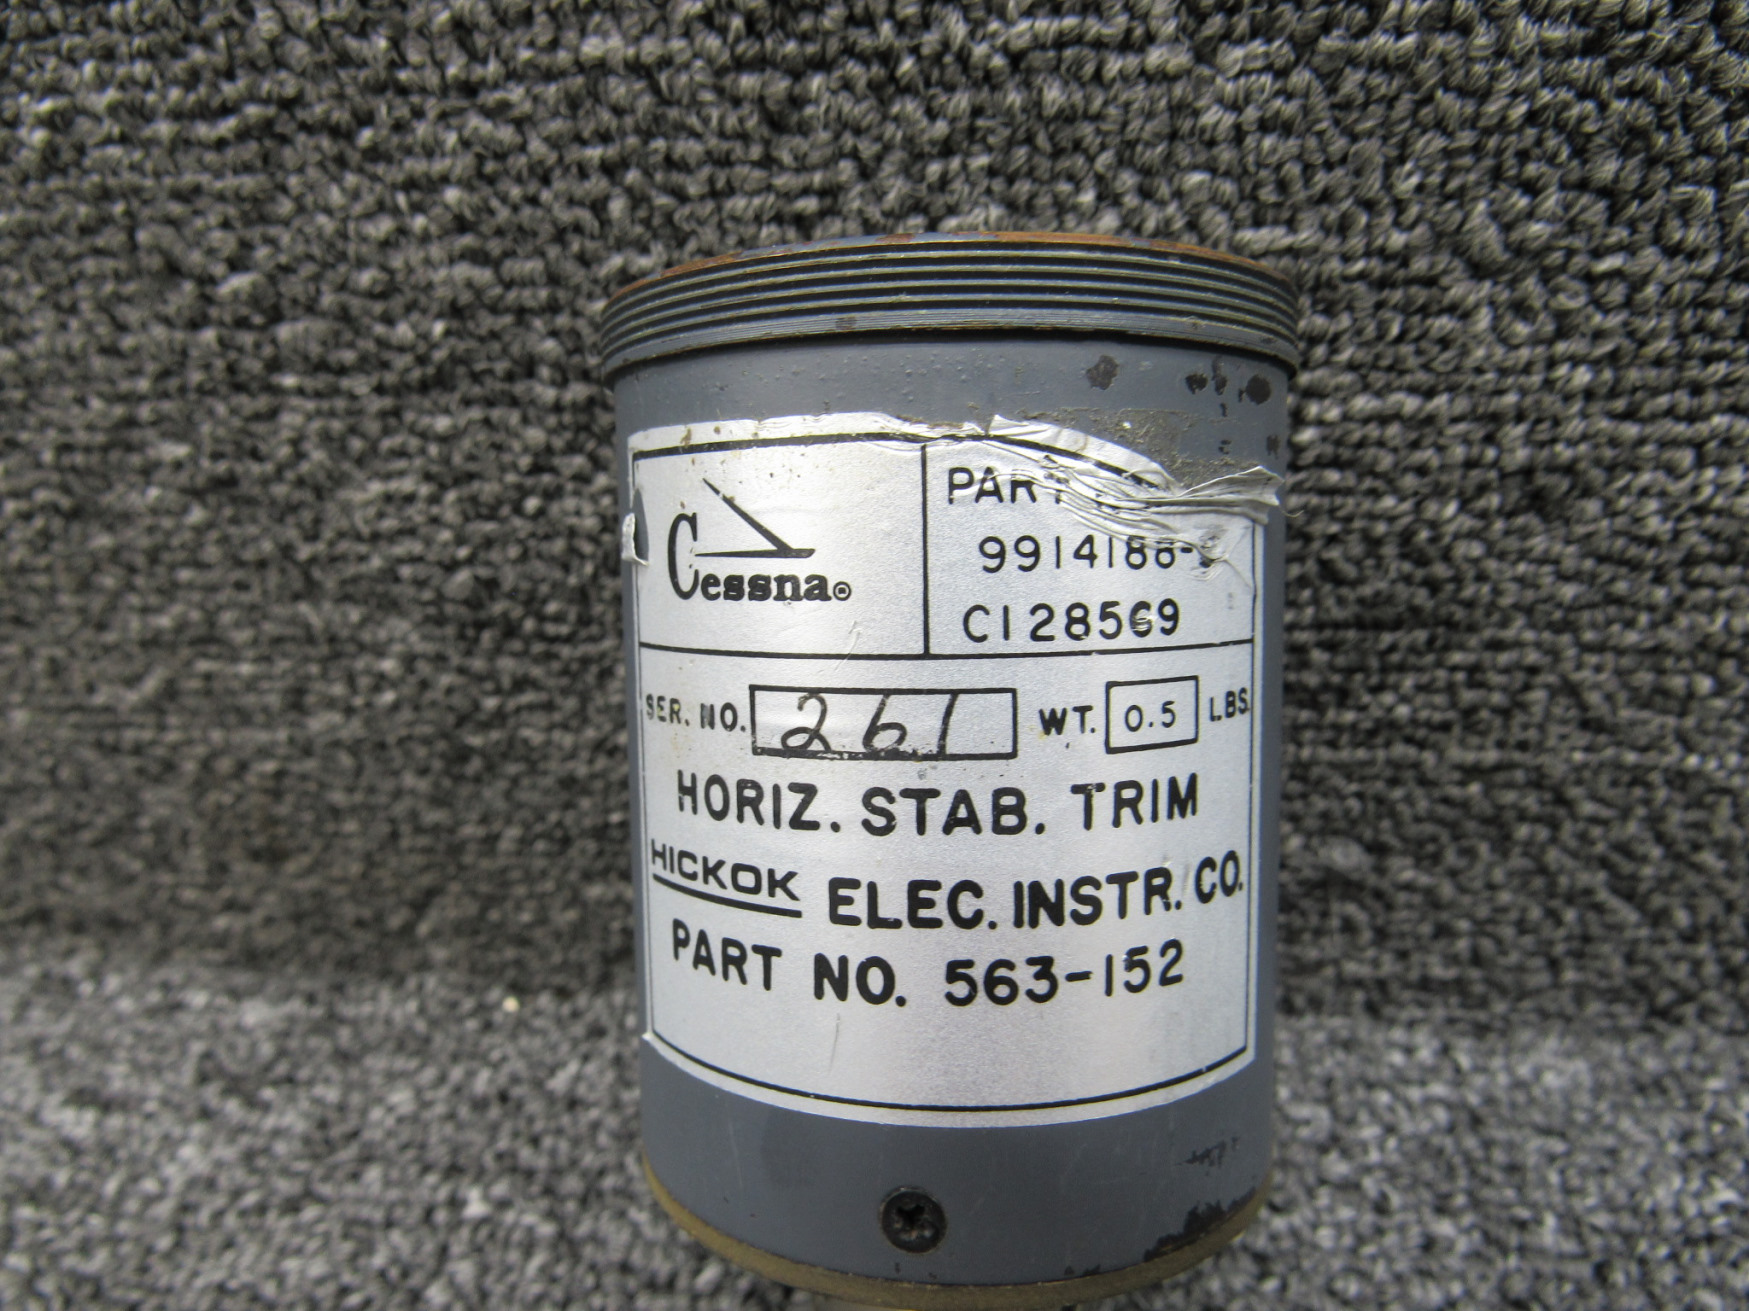 Cessna®
PART
9914188-
C128569
SER. NO. 261 WT. 0.5 LBS.
HORIZ. STAB. TRIM
HICKOK ELEC. INSTR. CO.
PART NO. 563-152